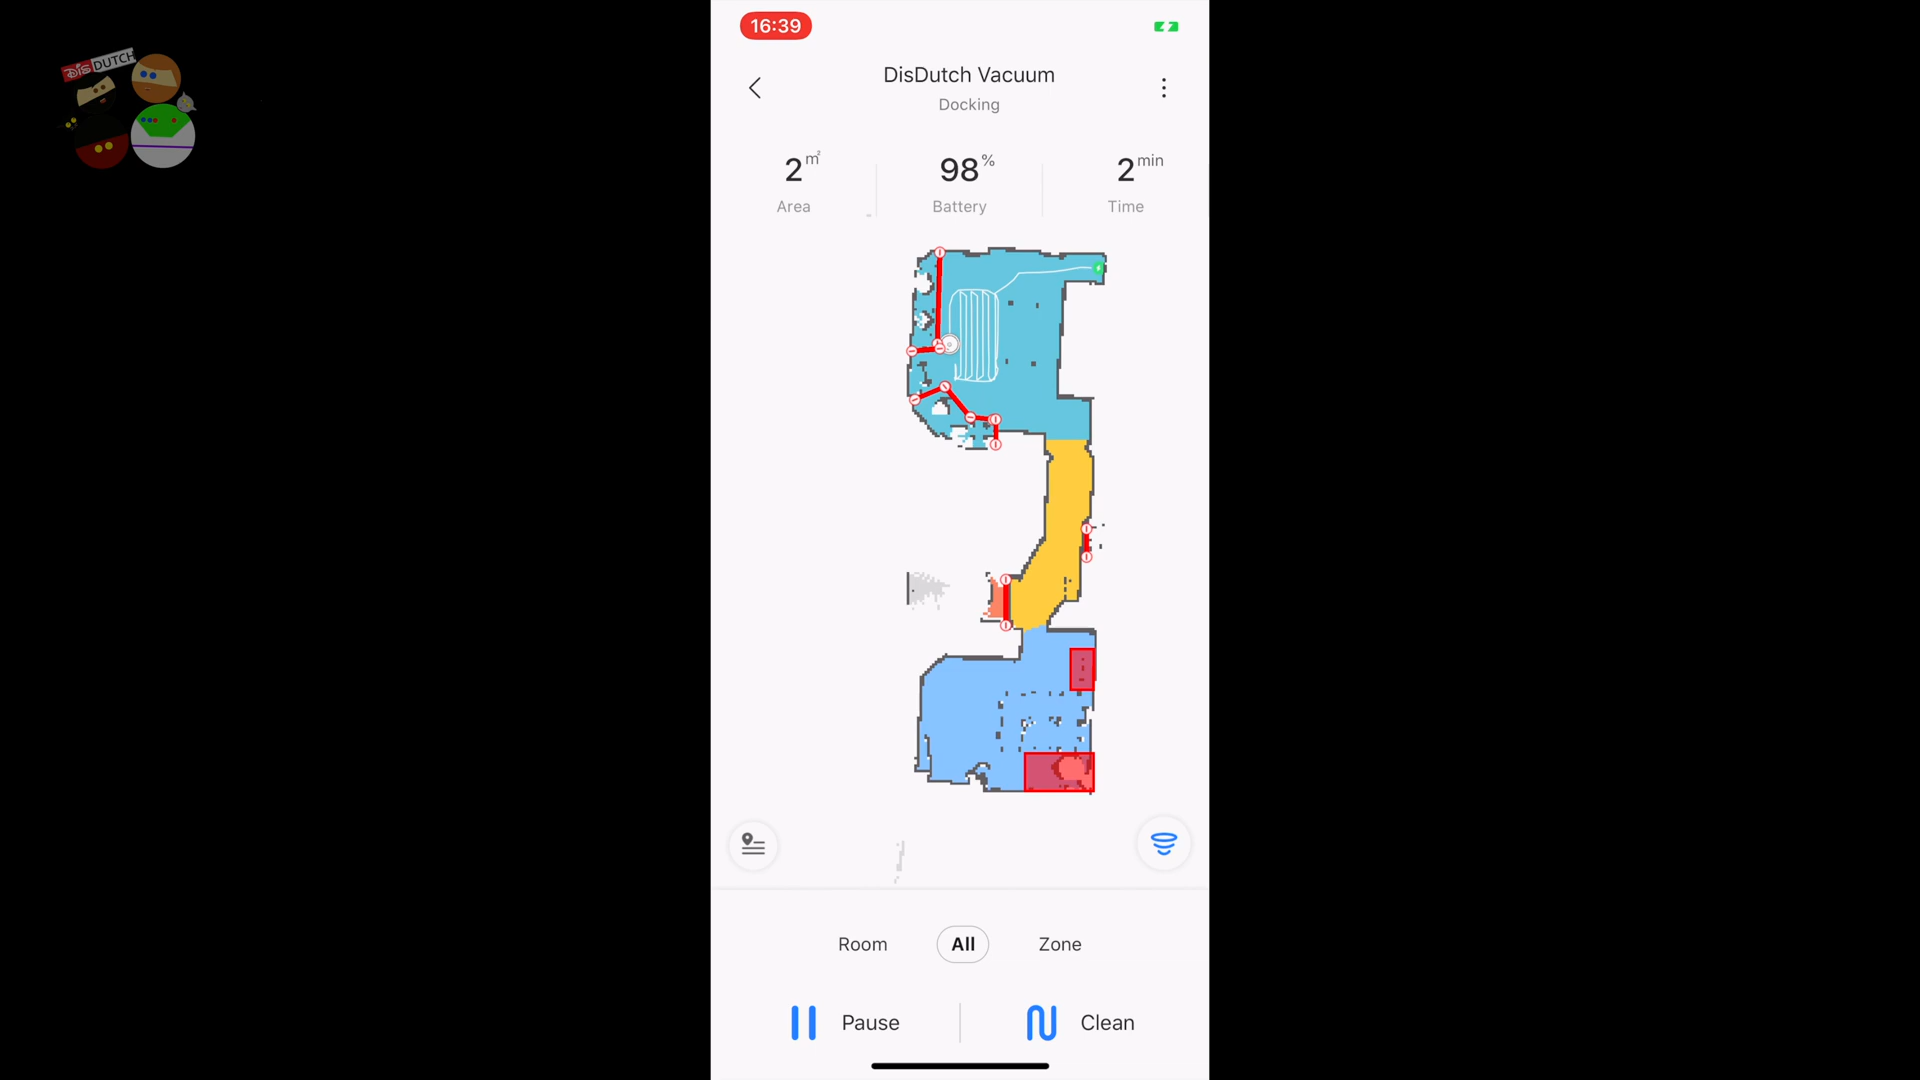 DiSDUTCH
16:39
DisDutch Vacuum
Docking
2 m²
98 %
2 min
Area
Battery
Time
Room
All
Zone
Pause
Clean